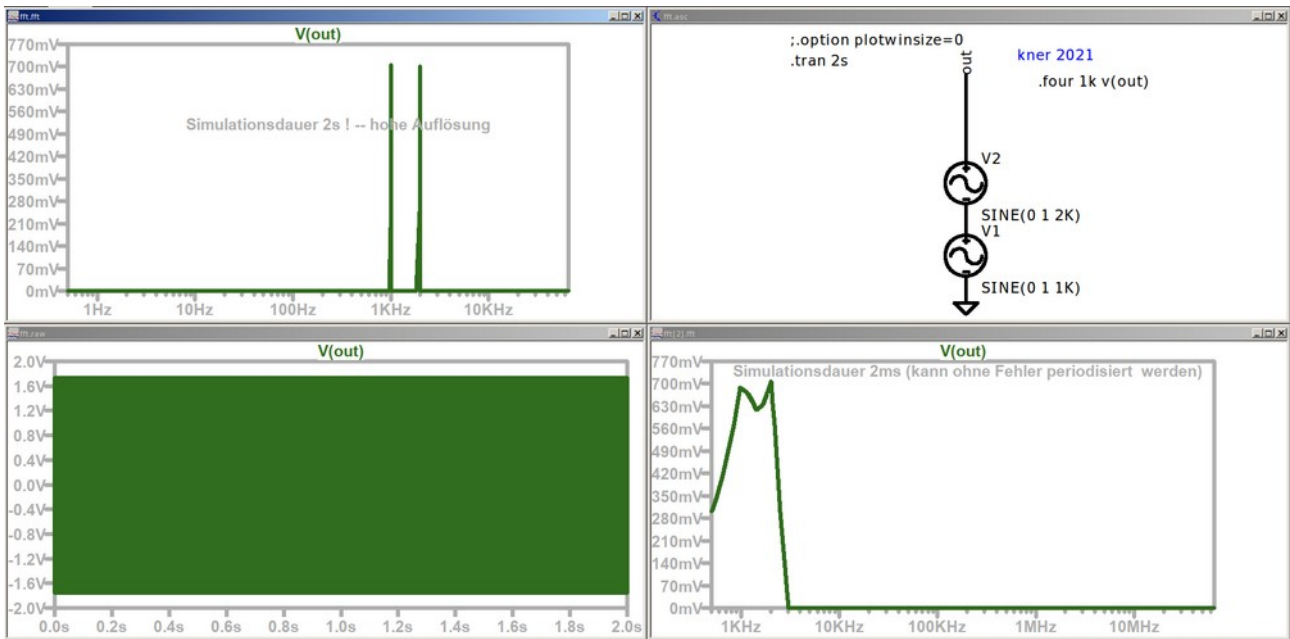 fft.fft
V(out)
770mV
700mV
630mV
560mV
490mV
420mV
350mV
280mV
210mV
140mV
70mV
0mV
Simulationsdauer 2s ! -- hohe Auflösung
1Hz 10Hz 100Hz 1KHz 10KHz
fft.asc
;.option plotwinsize=0
.tran 2s
kner 2021
.four 1k v(out)
out
V2
SINE(0 1 2K)
V1
SINE(0 1 1K)
fft.raw
V(out)
2.0V
1.6V
1.2V
0.8V
0.4V
0.0V
-0.4V
-0.8V
-1.2V
-1.6V
-2.0V
0.0s 0.2s 0.4s 0.6s 0.8s 1.0s 1.2s 1.4s 1.6s 1.8s 2.0s
fft(2).fft
V(out)
Simulationsdauer 2ms (kann ohne Fehler periodisiert werden)
770mV
700mV
630mV
560mV
490mV
420mV
350mV
280mV
210mV
140mV
70mV
0mV
1KHz 10KHz 100KHz 1MHz 10MHz